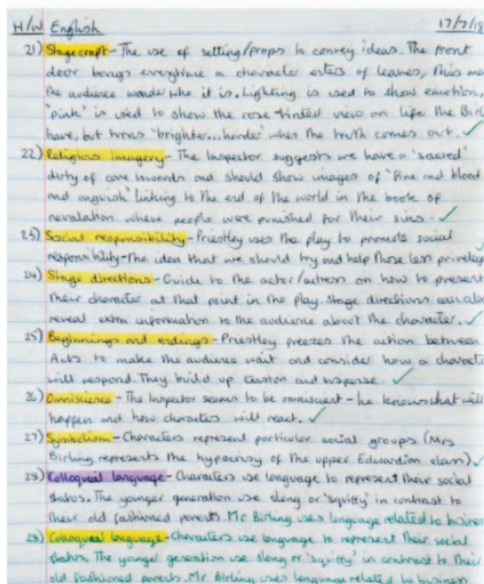 H/W English 17/7/18
21) Stagecraft - The use of setting/props to convey ideas. The front
door bangs everytime a character enters of leaves, this ma
the audience wonder who it is. Lighting is used to show emotion,
'pink' is used to show the rose-tinted view on life the Birl
have, but turns 'brighter...harder' when the truth comes out. ✓
22) Religious imagery - The Inspector suggests we have a 'sacred'
duty of care towards and should show images of 'fire and blood
and anguish' linking to the end of the world in the book of
revalation where people were punished for their sins. ✓
23) Social responsibility - Priestley uses the play to promote social
responsibility - the idea that we should try and help those less privelage
24) Stage directions - Guide to the actor/actress on how to present
their character at that point in the play. Stage directions can also
reveal extra information to the audience about the character. ✓
25) Beginnings and endings - Priestley freezes the action between
Acts to make the audience wait and consider how a characte
will respond. They build up and suspense. ✓
26) Omniscience - The Inspector seems to be omniscient - he knows what will
happen and how characters will react. ✓
27) Symbolism - Characters represent particular social groups (Mrs
Birling represents the hypocrisy of the upper Edwardian class) ✓
28) Colloqueal language - Characters use language to represent their social
status. The younger generation use slang or 'squiffy' in contrast to
their old fashioned parents. Mr Birling uses language related to busines
28) Colloqueal language - Characters use language to represent their social
status. The younger generation use slang or 'squiffy' in contrast to their
old fashioned parents. Mr Birling uses language related to business